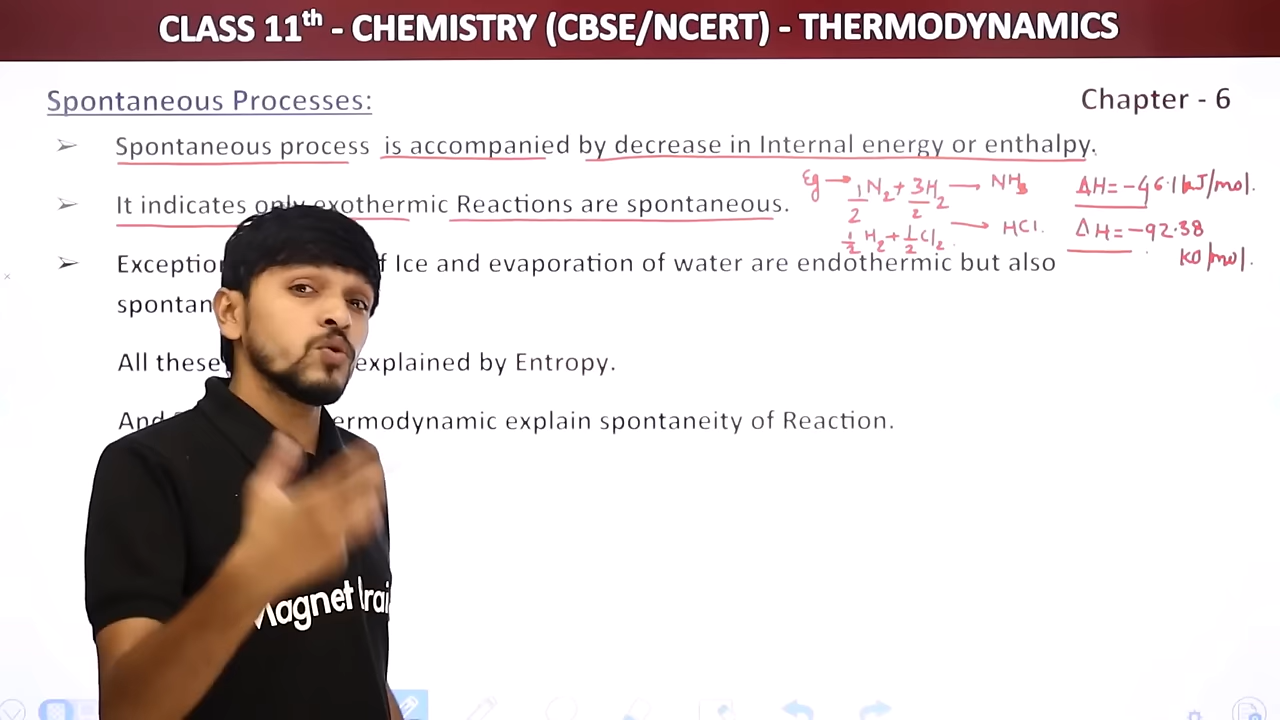 CLASS 11th - CHEMISTRY (CBSE/NCERT) - THERMODYNAMICS
Spontaneous Processes:
Chapter - 6
➢ Spontaneous process is accompanied by decrease in Internal energy or enthalpy.
➢ It indicates only exothermic Reactions are spontaneous.
Eg → 1/2 N2 + 3/2 H2 → NH3 ΔH = -46.1 kJ/mol.
1/2 H2 + 1/2 Cl2 → HCl. ΔH = -92.38
kJ/mol.
➢ Ice and evaporation of water are endothermic but also
All these explained by Entropy.
And explain spontaneity of Reaction.
Magnet